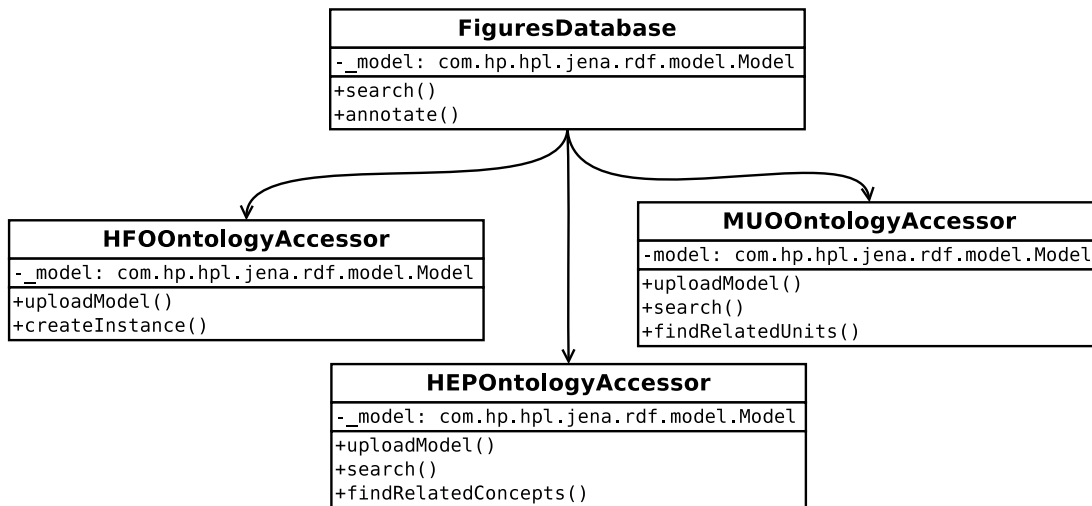 FiguresDatabase
-_model: com.hp.hpl.jena.rdf.model.Model
+search()
+annotate()
HFOOntologyAccessor
-_model: com.hp.hpl.jena.rdf.model.Model
+uploadModel()
+createInstance()
MUOOntologyAccessor
-model: com.hp.hpl.jena.rdf.model.Model
+uploadModel()
+search()
+findRelatedUnits()
HEPOntologyAccessor
-_model: com.hp.hpl.jena.rdf.model.Model
+uploadModel()
+search()
+findRelatedConcepts()